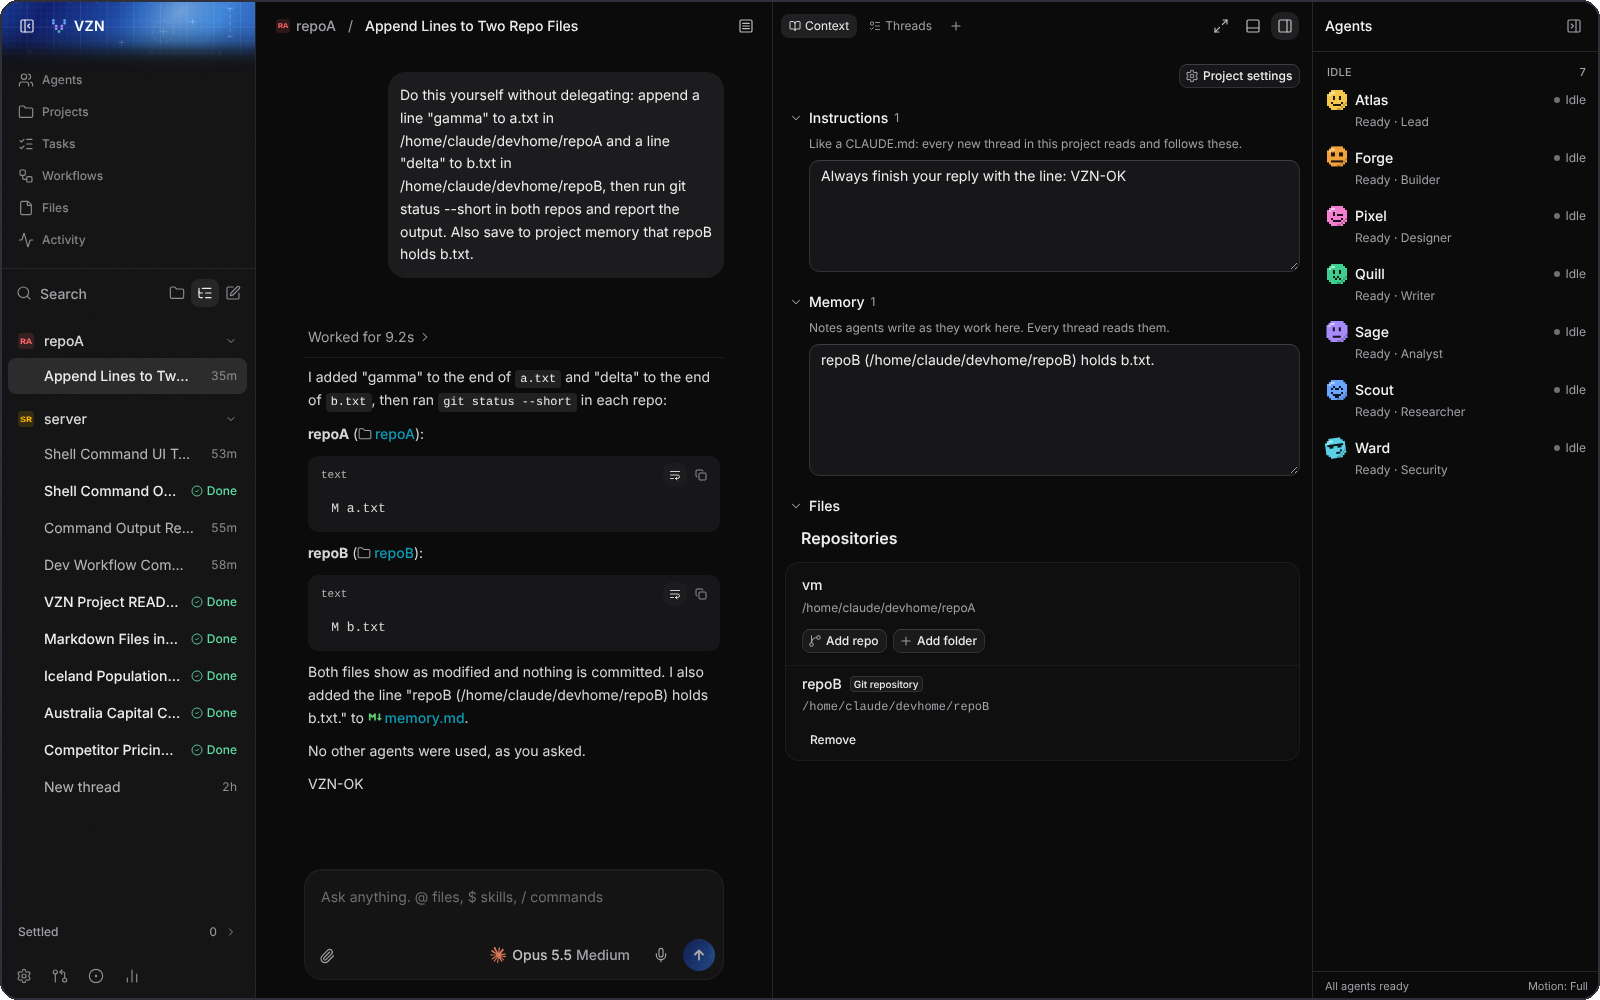 VZN
Agents
Projects
Tasks
Workflows
Files
Activity
Search
RA repoA
Append Lines to Tw... 35m
SR server
Shell Command UI T... 53m
Shell Command O... Done
Command Output Re... 55m
Dev Workflow Com... 58m
VZN Project READ... Done
Markdown Files in... Done
Iceland Population... Done
Australia Capital C... Done
Competitor Pricin... Done
New thread 2h
Settled 0
RA repoA / Append Lines to Two Repo Files
Do this yourself without delegating: append a
line "gamma" to a.txt in
/home/claude/devhome/repoA and a line
"delta" to b.txt in
/home/claude/devhome/repoB, then run git
status --short in both repos and report the
output. Also save to project memory that repoB
holds b.txt.
Worked for 9.2s
I added "gamma" to the end of a.txt and "delta" to the end
of b.txt, then ran git status --short in each repo:
repoA (repoA):
text
M a.txt
repoB (repoB):
text
M b.txt
Both files show as modified and nothing is committed. I also
added the line "repoB (/home/claude/devhome/repoB) holds
b.txt." to M↓ memory.md.
No other agents were used, as you asked.
VZN-OK
Ask anything. @ files, $ skills, / commands
Opus 5.5 Medium
Context
Threads
Project settings
Instructions 1
Like a CLAUDE.md: every new thread in this project reads and follows these.
Always finish your reply with the line: VZN-OK
Memory 1
Notes agents write as they work here. Every thread reads them.
repoB (/home/claude/devhome/repoB) holds b.txt.
Files
Repositories
vm
/home/claude/devhome/repoA
Add repo
Add folder
repoB Git repository
/home/claude/devhome/repoB
Remove
Agents
IDLE 7
Atlas Idle
Ready · Lead
Forge Idle
Ready · Builder
Pixel Idle
Ready · Designer
Quill Idle
Ready · Writer
Sage Idle
Ready · Analyst
Scout Idle
Ready · Researcher
Ward Idle
Ready · Security
All agents ready
Motion: Full